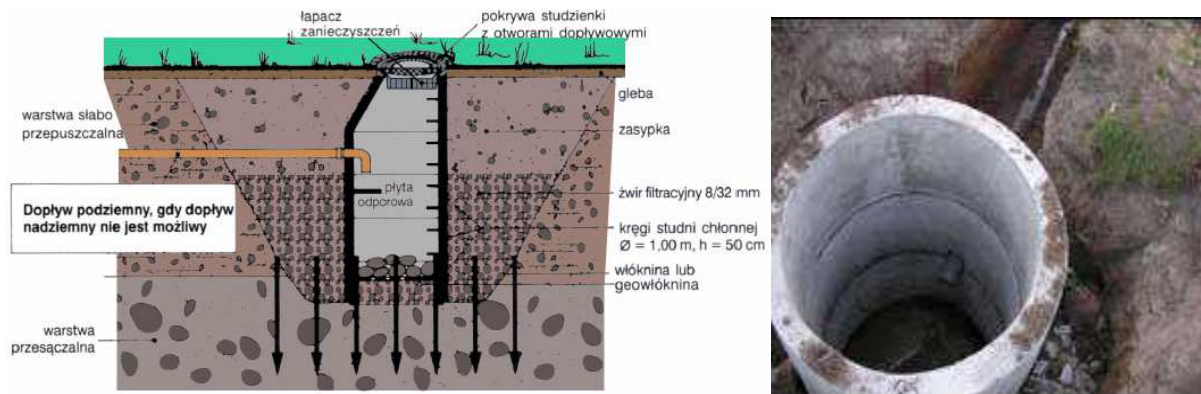 łapacz
zanieczyszczeń
pokrywa studzienki
z otworami dopływowymi
gleba
warstwa słabo
przepuszczalna
zasypka
płyta
odporowa
żwir filtracyjny 8/32 mm
Dopływ podziemny, gdy dopływ
nadziemny nie jest możliwy
kręgi studni chłonnej
Ø = 1,00 m, h = 50 cm
włóknina lub
geowłóknina
warstwa
przesączalna